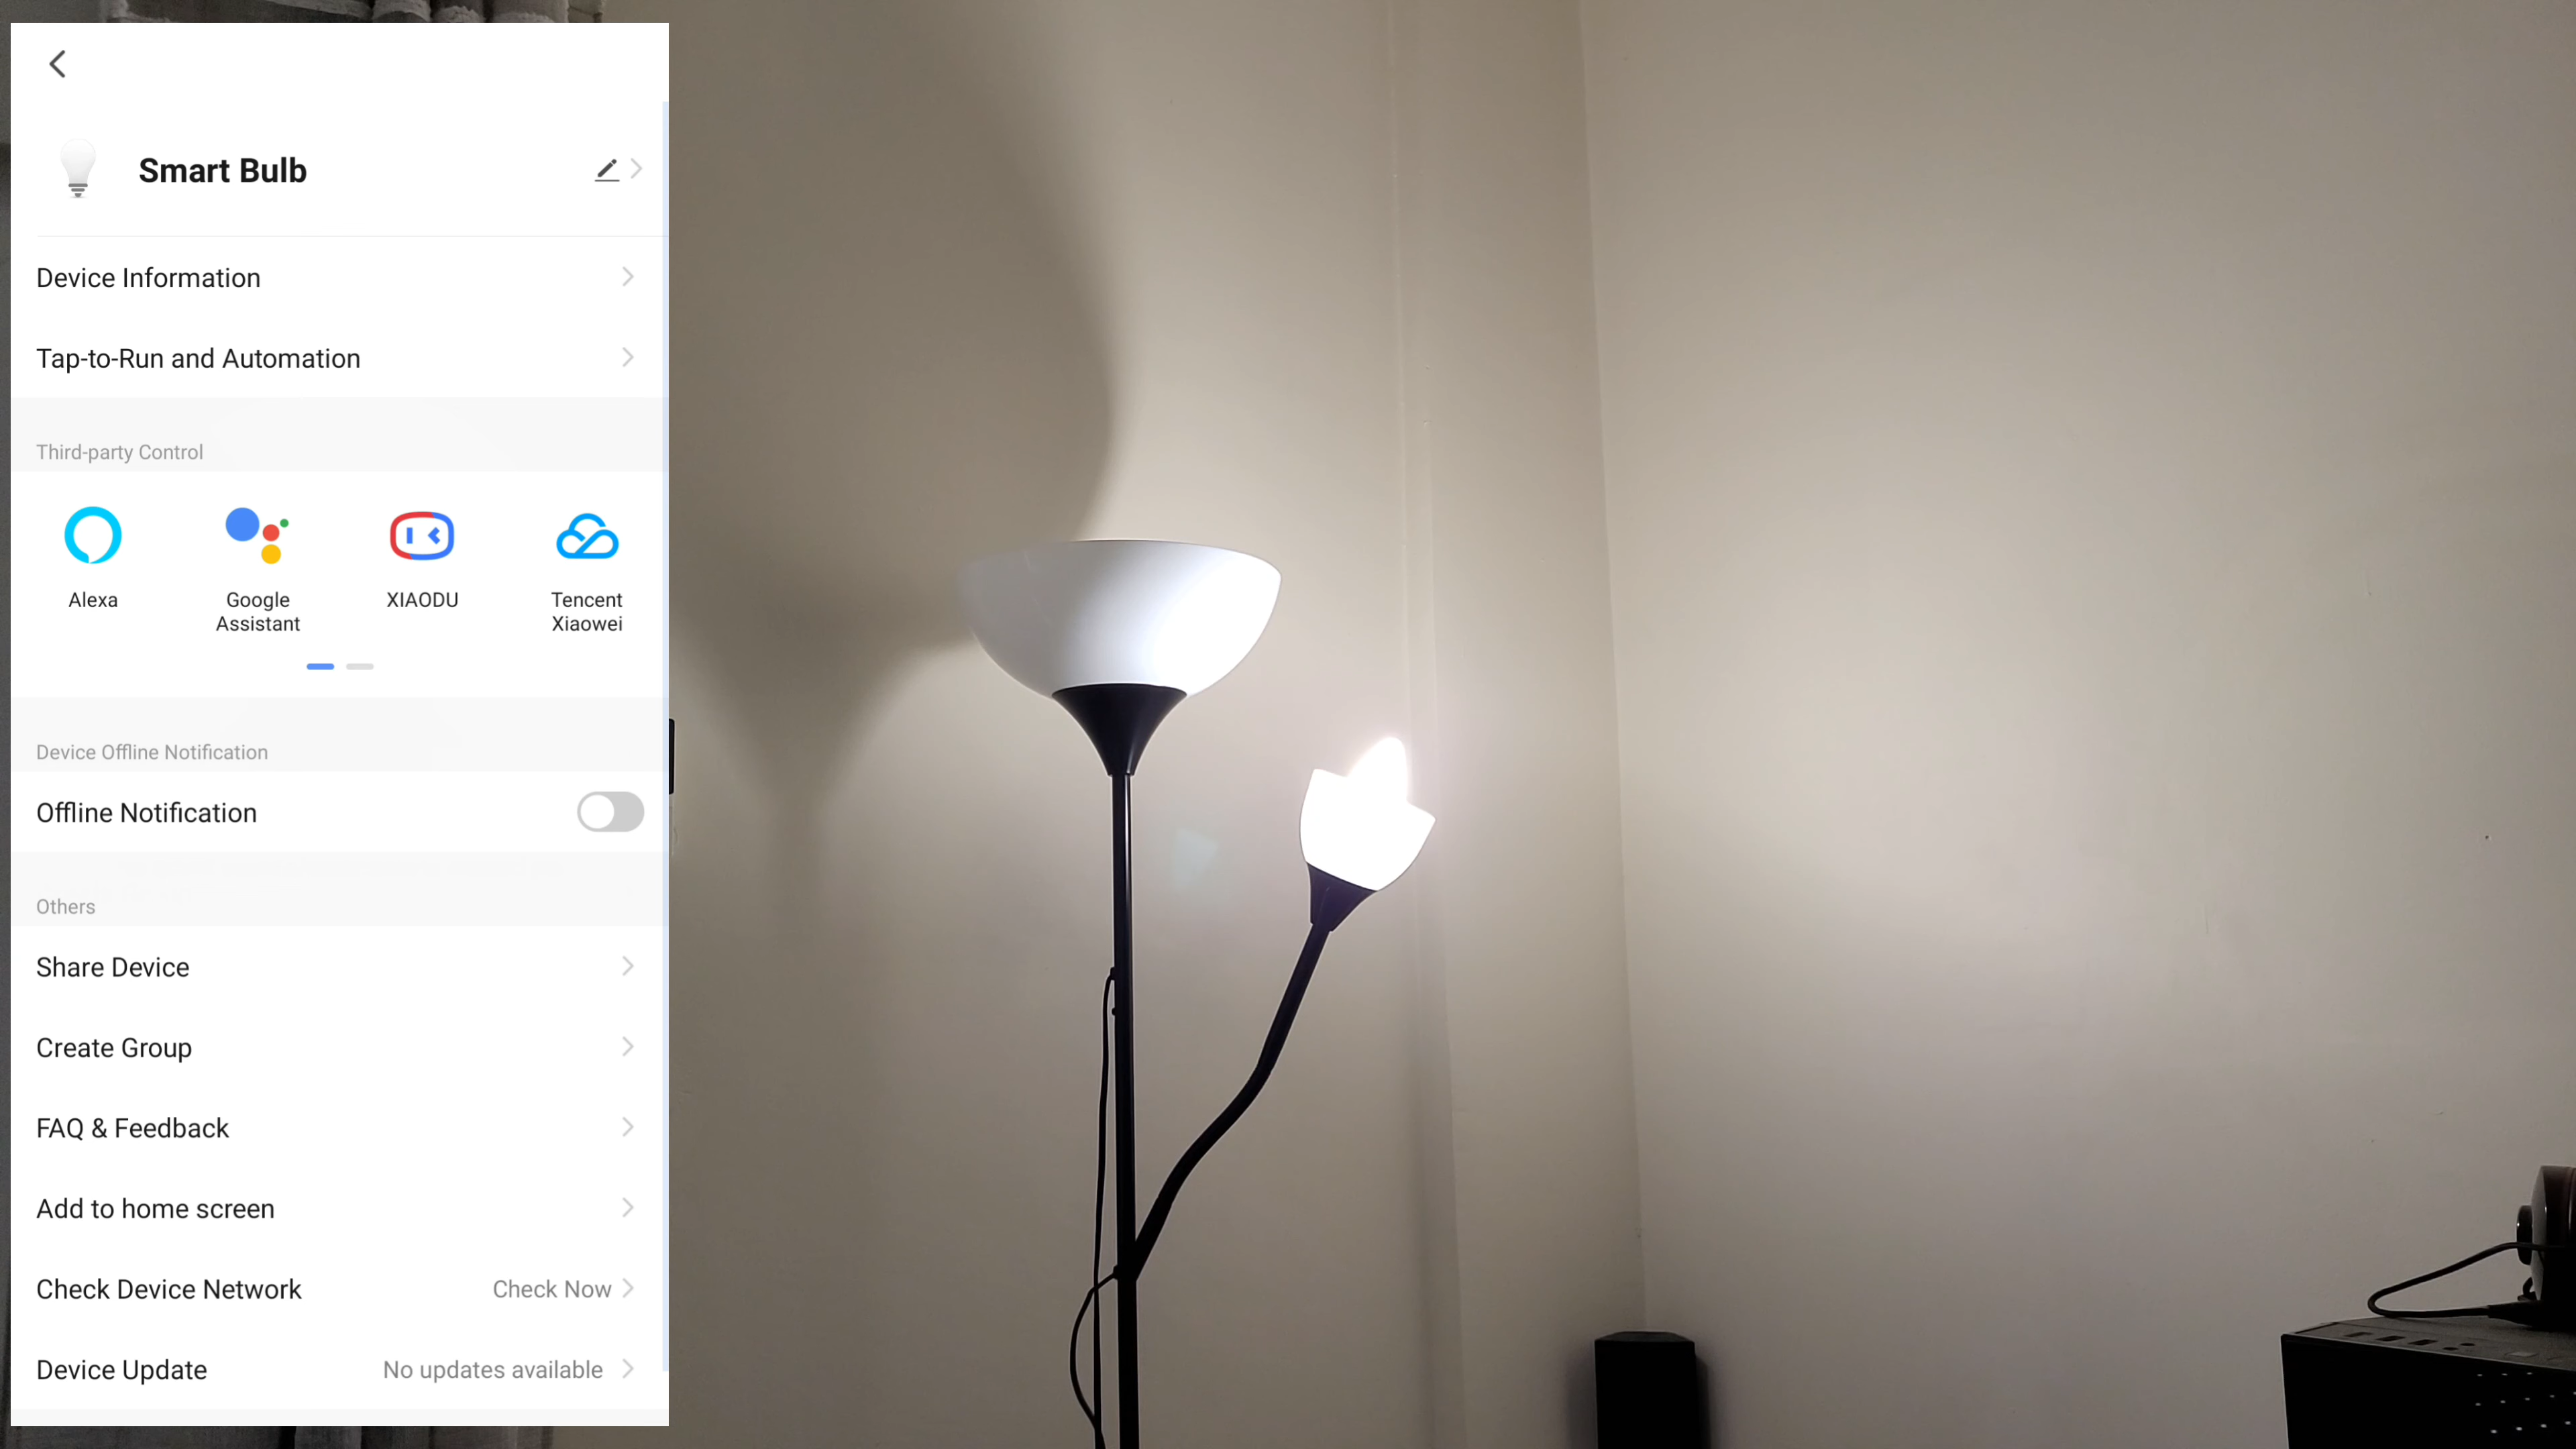 Smart Bulb
Device Information
Tap-to-Run and Automation
Third-party Control
Alexa
Google Assistant
XIAODU
Tencent Xiaowei
Device Offline Notification
Offline Notification
Others
Share Device
Create Group
FAQ & Feedback
Add to home screen
Check Device Network Check Now
Device Update No updates available